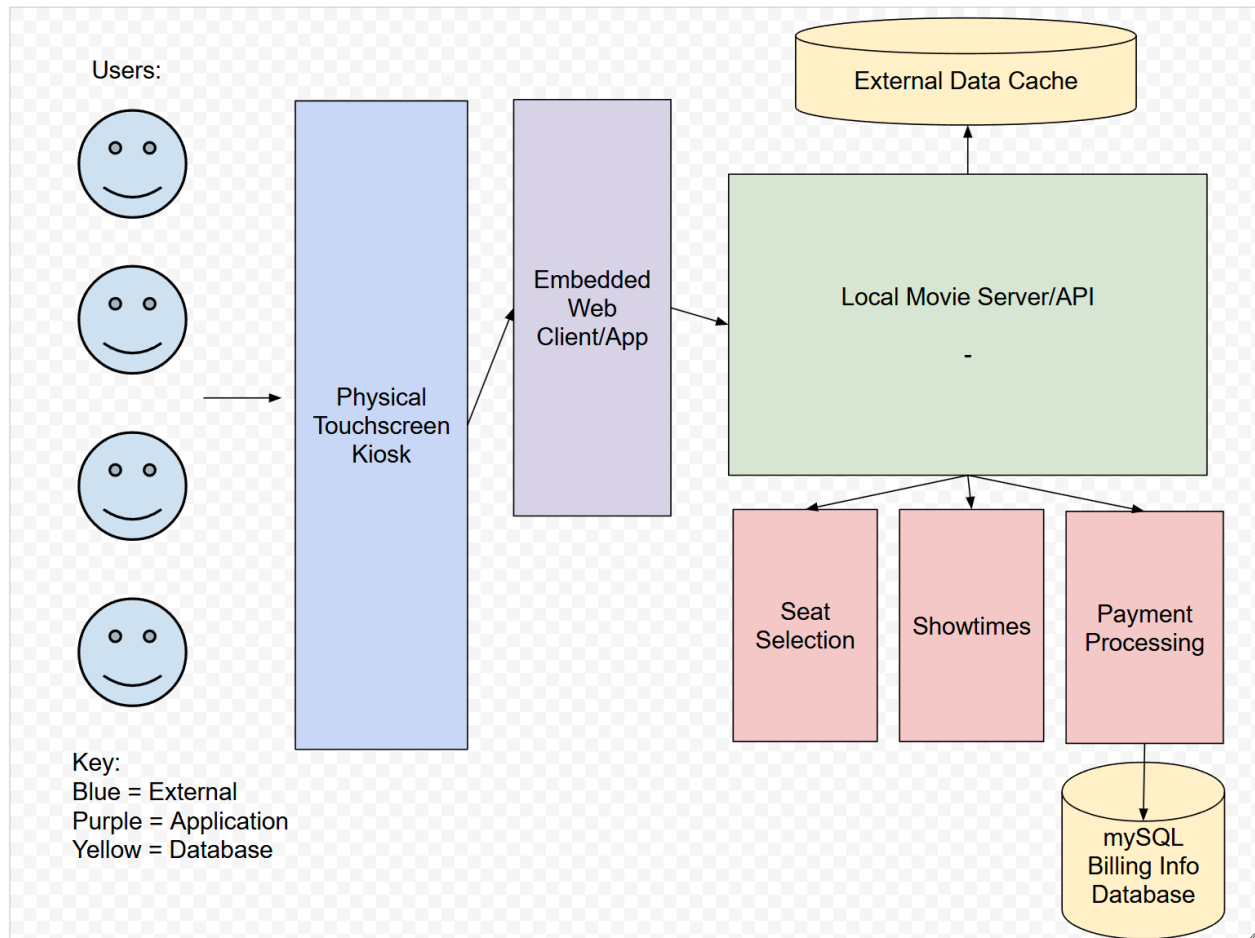 Users:
External Data Cache
Physical
Touchscreen
Kiosk
Embedded
Web
Client/App
Local Movie Server/API
-
Seat
Selection
Showtimes
Payment
Processing
mySQL
Billing Info
Database
Key:
Blue = External
Purple = Application
Yellow = Database